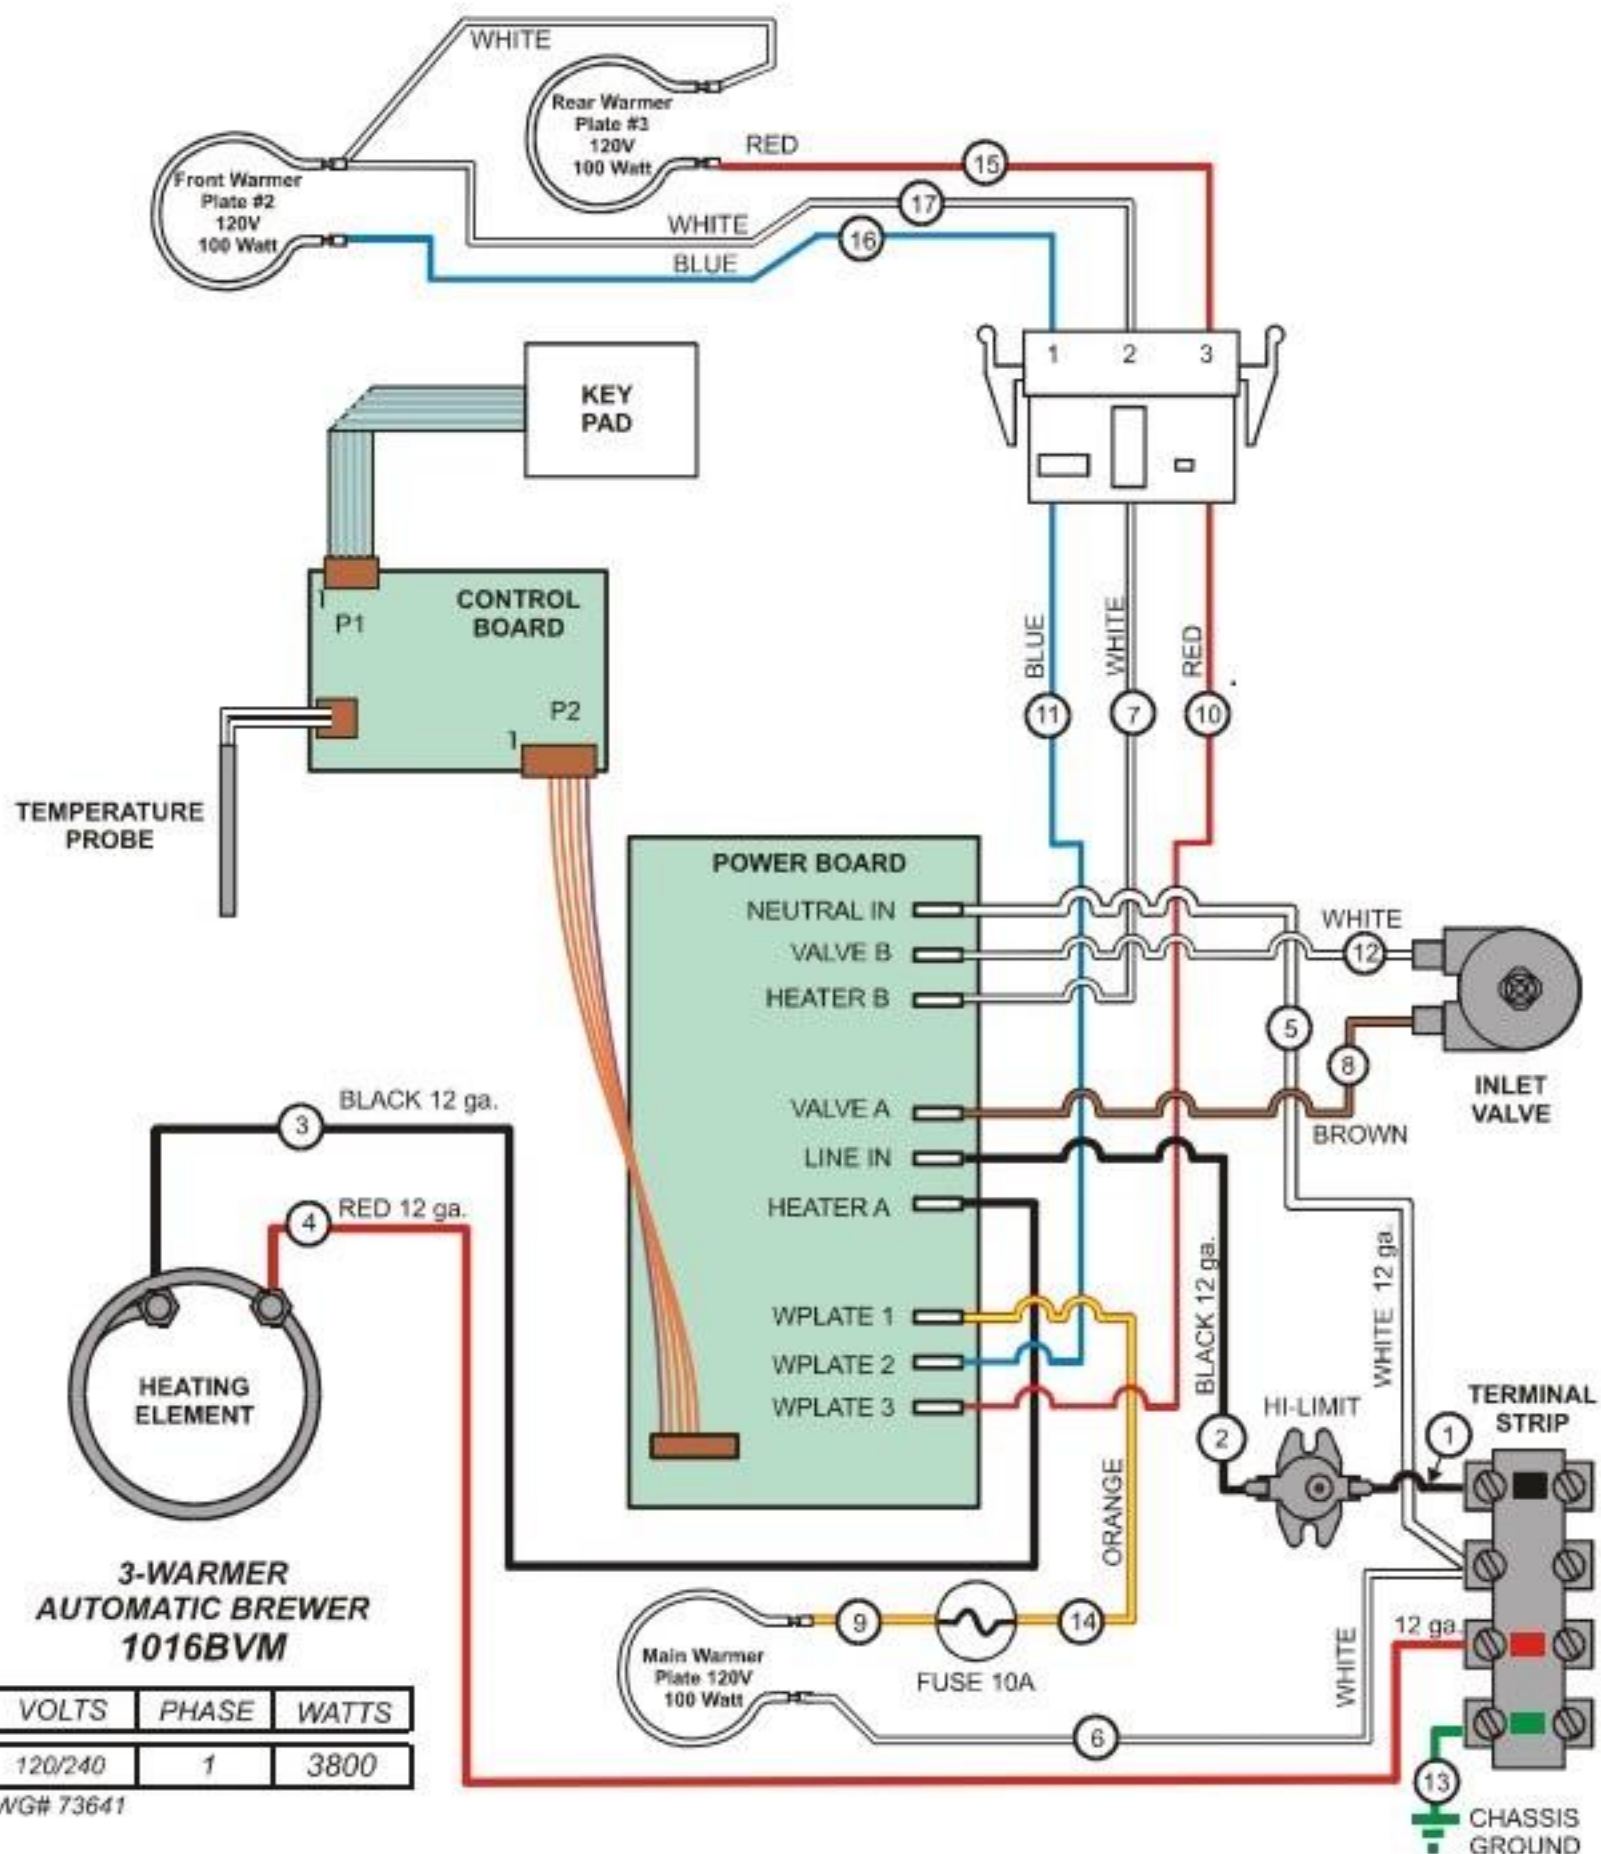 WHITE
Rear Warmer
Plate #3
120V
100 Watt
RED
15
Front Warmer
Plate #2
120V
100 Watt
17
WHITE
16
BLUE
1 2 3
KEY
PAD
CONTROL
BOARD
1
P1
P2
1
BLUE
WHITE
RED
11
7
10
TEMPERATURE
PROBE
POWER BOARD
NEUTRAL IN
VALVE B
HEATER B
VALVE A
LINE IN
HEATER A
WPLATE 1
WPLATE 2
WPLATE 3
WHITE
12
5
8
INLET
VALVE
BROWN
BLACK 12 ga.
3
RED 12 ga.
4
HEATING
ELEMENT
BLACK 12 ga.
WHITE 12 ga.
2
HI-LIMIT
1
TERMINAL
STRIP
ORANGE
9
14
FUSE 10A
Main Warmer
Plate 120V
100 Watt
6
WHITE
12 ga.
13
CHASSIS
GROUND
3-WARMER
AUTOMATIC BREWER
1016BVM
VOLTS PHASE WATTS
120/240 1 3800
WG# 73641